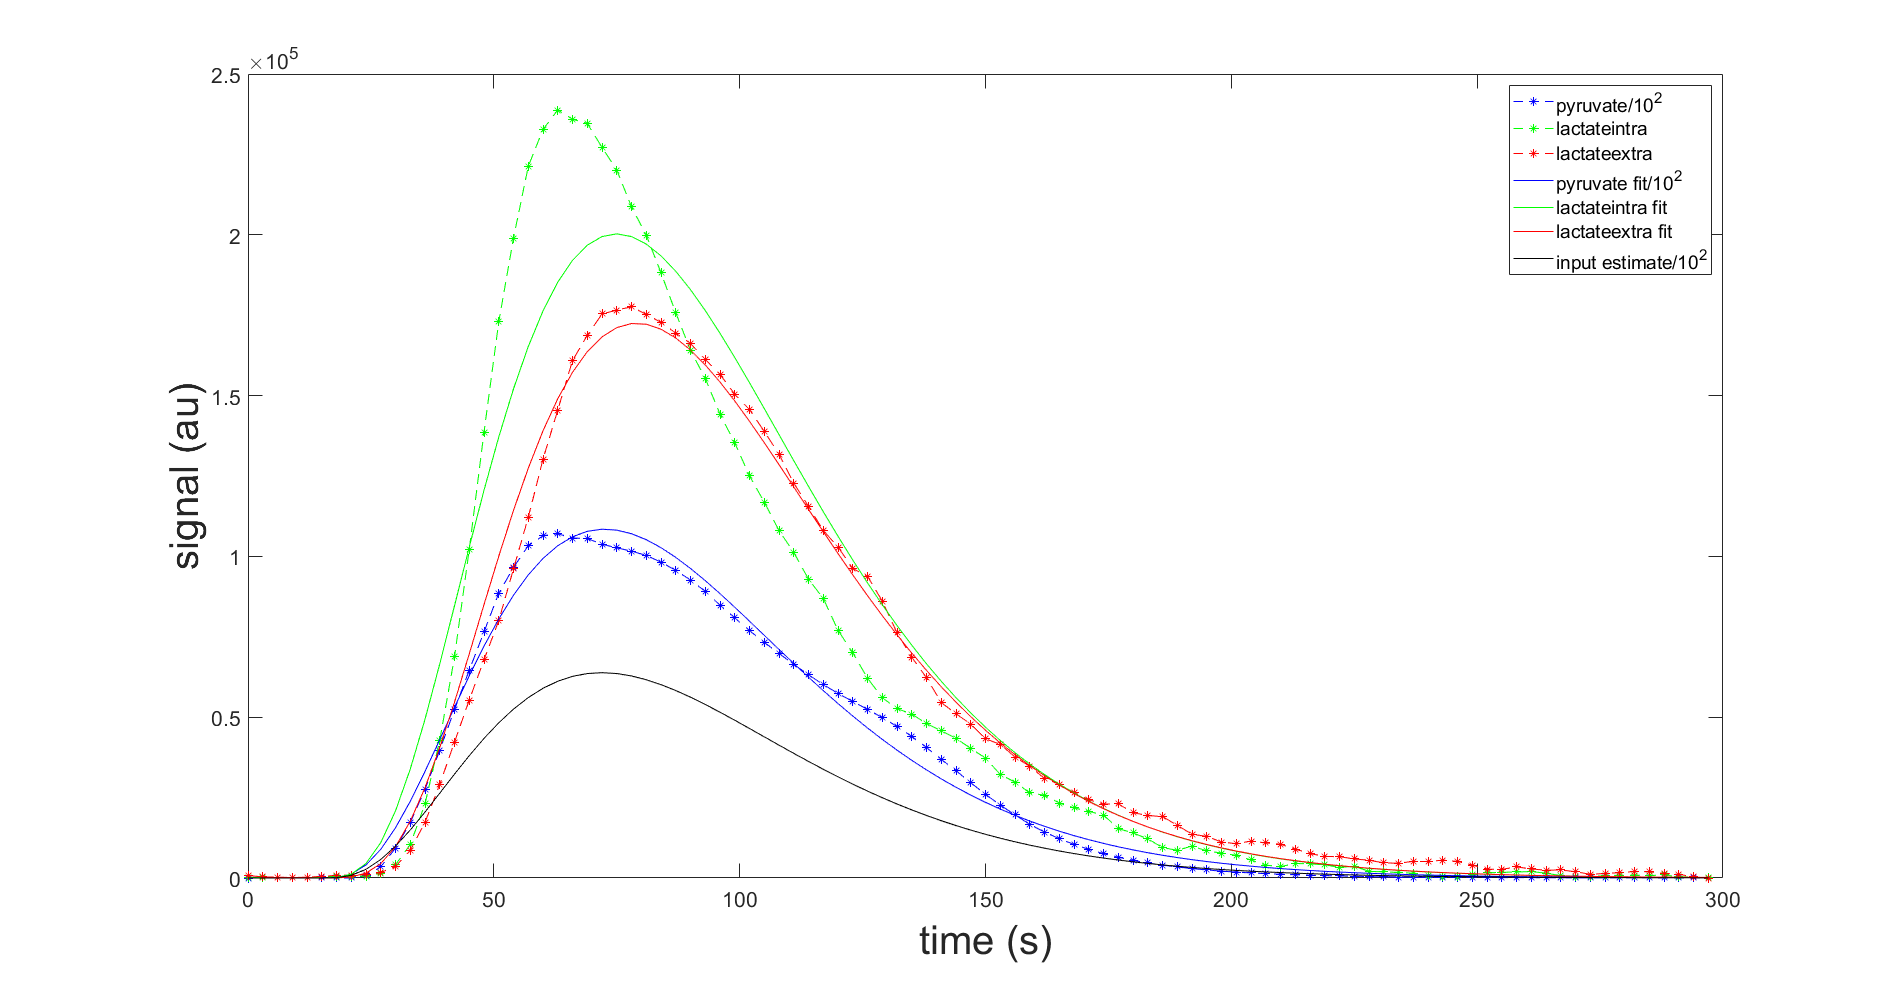 ×10^5
2.5
2
1.5
1
0.5
0
signal (au)
0 50 100 150 200 250 300
time (s)
pyruvate/10^2
lactateintra
lactateextra
pyruvate fit/10^2
lactateintra fit
lactateextra fit
input estimate/10^2